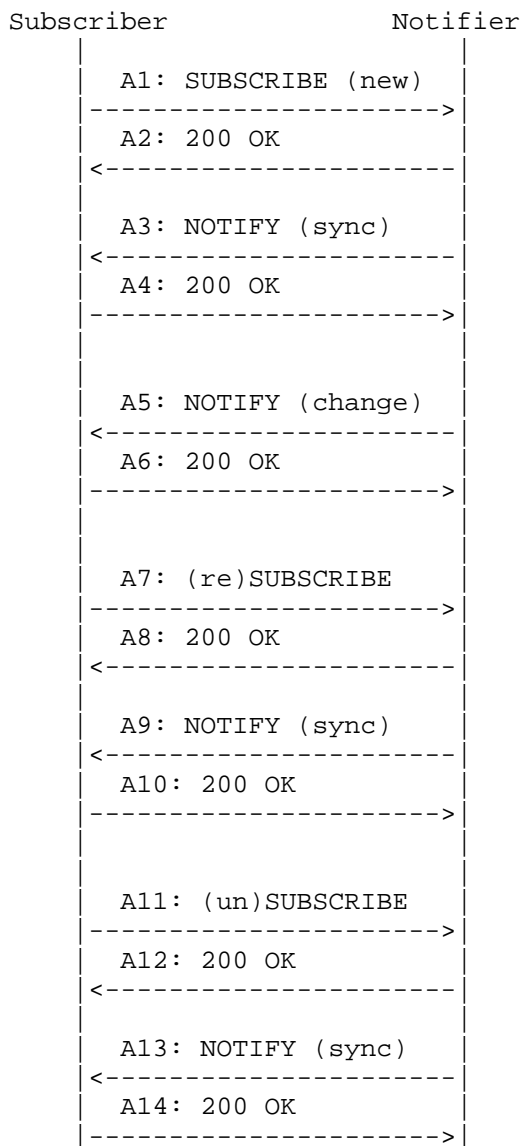 Subscriber Notifier
A1: SUBSCRIBE (new)
A2: 200 OK
A3: NOTIFY (sync)
A4: 200 OK
A5: NOTIFY (change)
A6: 200 OK
A7: (re)SUBSCRIBE
A8: 200 OK
A9: NOTIFY (sync)
A10: 200 OK
A11: (un)SUBSCRIBE
A12: 200 OK
A13: NOTIFY (sync)
A14: 200 OK